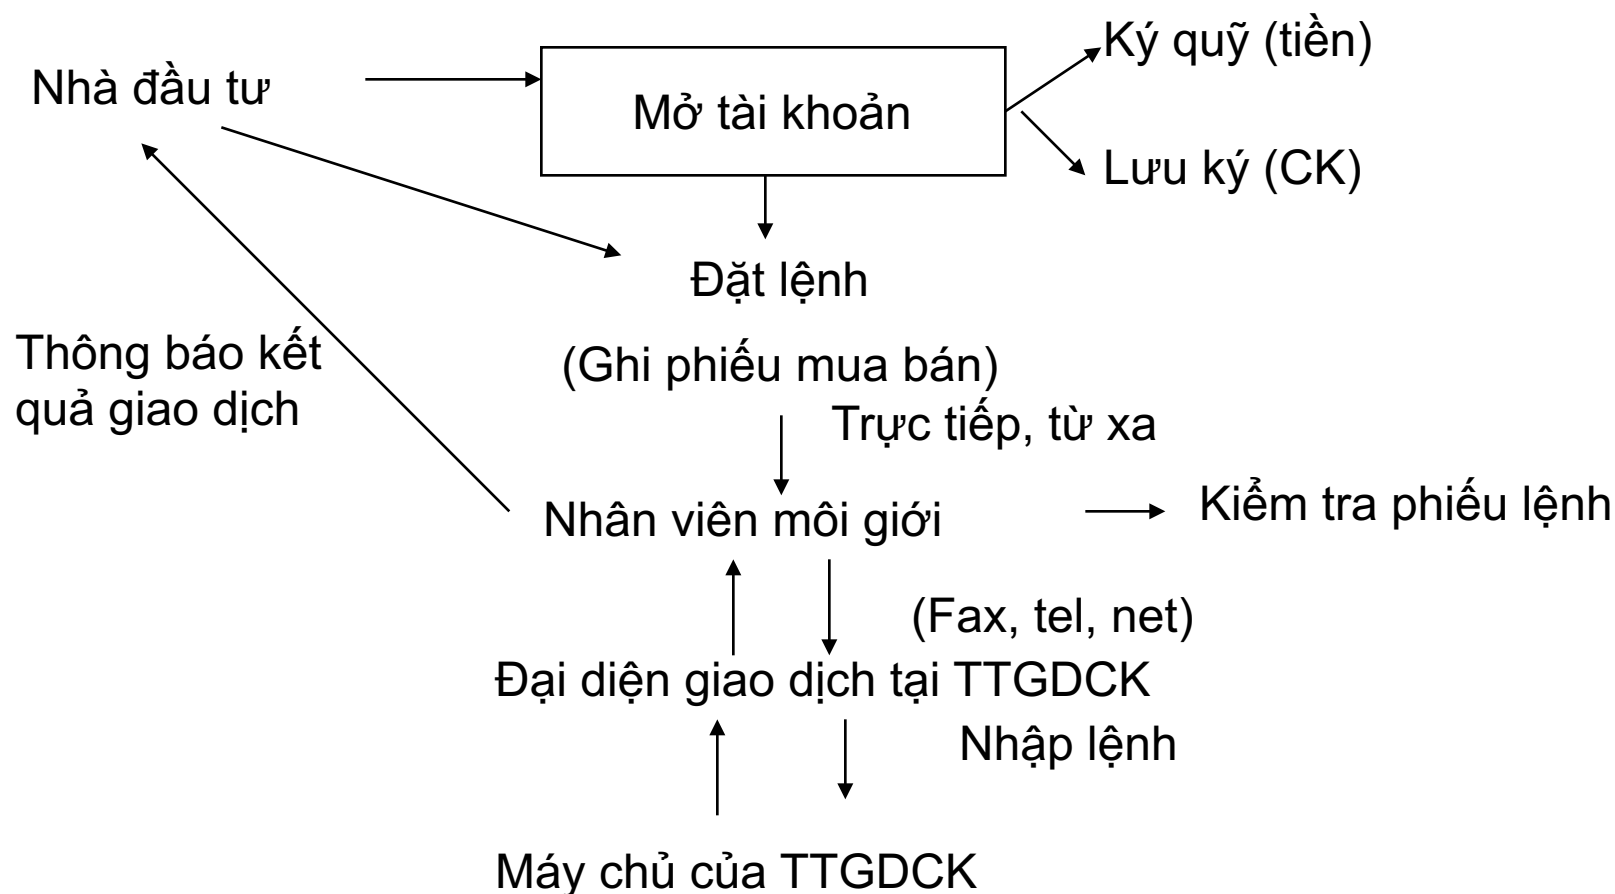 Ký quỹ (tiền)
Nhà đầu tư
Mở tài khoản
Lưu ký (CK)
Đặt lệnh
Thông báo kết
quả giao dịch
(Ghi phiếu mua bán)
Trực tiếp, từ xa
Nhân viên môi giới
Kiểm tra phiếu lệnh
(Fax, tel, net)
Đại diện giao dịch tại TTGDCK
Nhập lệnh
Máy chủ của TTGDCK